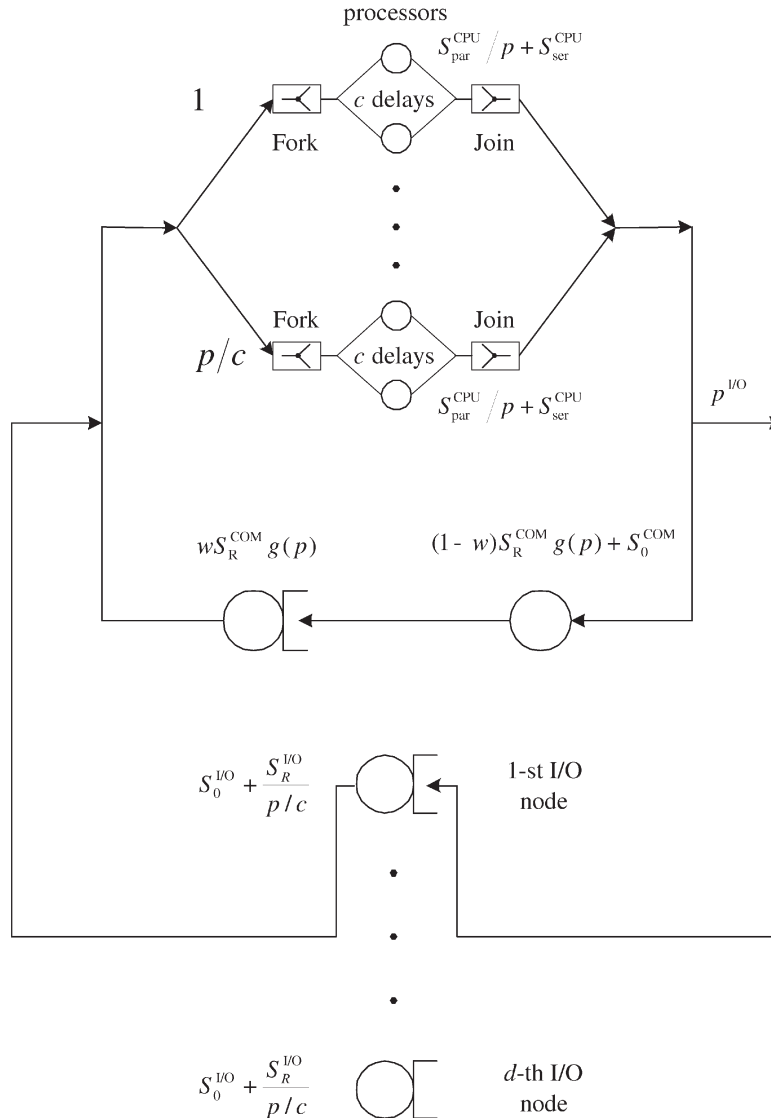 processors
S_par^CPU / p + S_ser^CPU
1
c delays
Fork
Join
Fork
Join
p/c
c delays
S_par^CPU / p + S_ser^CPU
p^I/O
wS_R^COM g(p)
(1 - w)S_R^COM g(p) + S_0^COM
S_0^I/O + S_R^I/O / p / c
1-st I/O
node
S_0^I/O + S_R^I/O / p / c
d-th I/O
node